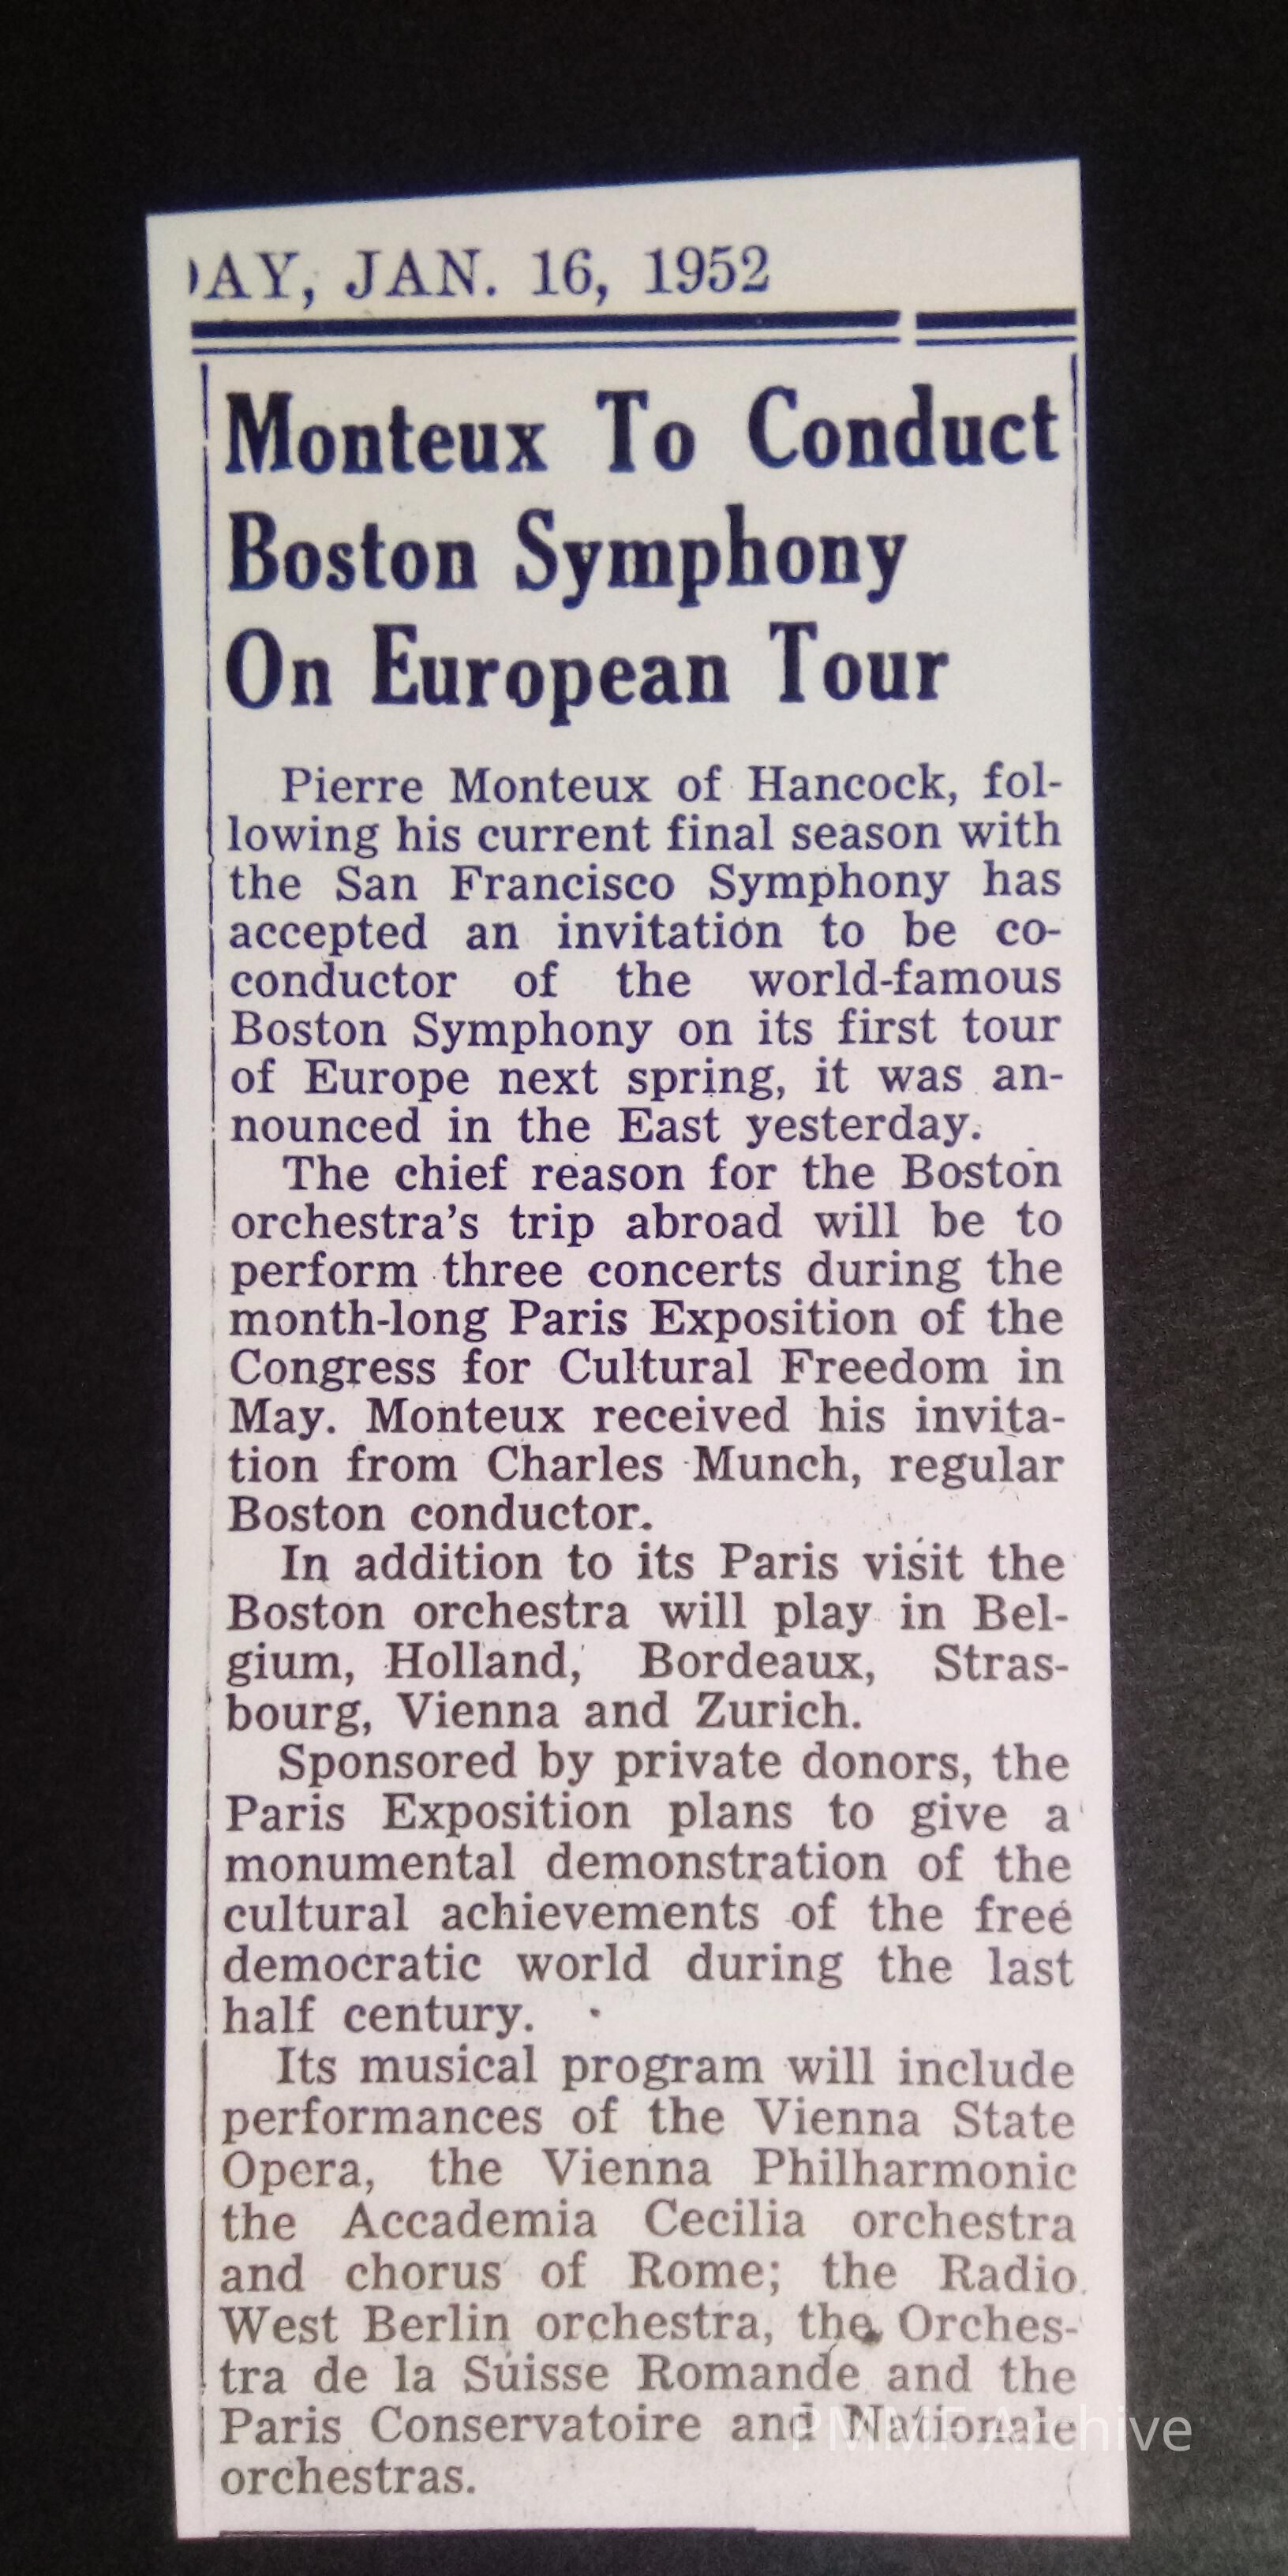 DAY, JAN. 16, 1952
Monteux To Conduct
Boston Symphony
On European Tour
Pierre Monteux of Hancock, fol-
lowing his current final season with
the San Francisco Symphony has
accepted an invitation to be co-
conductor of the world-famous
Boston Symphony on its first tour
of Europe next spring, it was an-
nounced in the East yesterday.
The chief reason for the Boston
orchestra's trip abroad will be to
perform three concerts during the
month-long Paris Exposition of the
Congress for Cultural Freedom in
May. Monteux received his invita-
tion from Charles Munch, regular
Boston conductor.
In addition to its Paris visit the
Boston orchestra will play in Bel-
gium, Holland, Bordeaux, Stras-
bourg, Vienna and Zurich.
Sponsored by private donors, the
Paris Exposition plans to give a
monumental demonstration of the
cultural achievements of the free
democratic world during the last
half century.
Its musical program will include
performances of the Vienna State
Opera, the Vienna Philharmonic
the Accademia Cecilia orchestra
and chorus of Rome; the Radio
West Berlin orchestra, the Orches-
tra de la Suisse Romande and the
Paris Conservatoire and Nationale
orchestras.
PMMF Archive